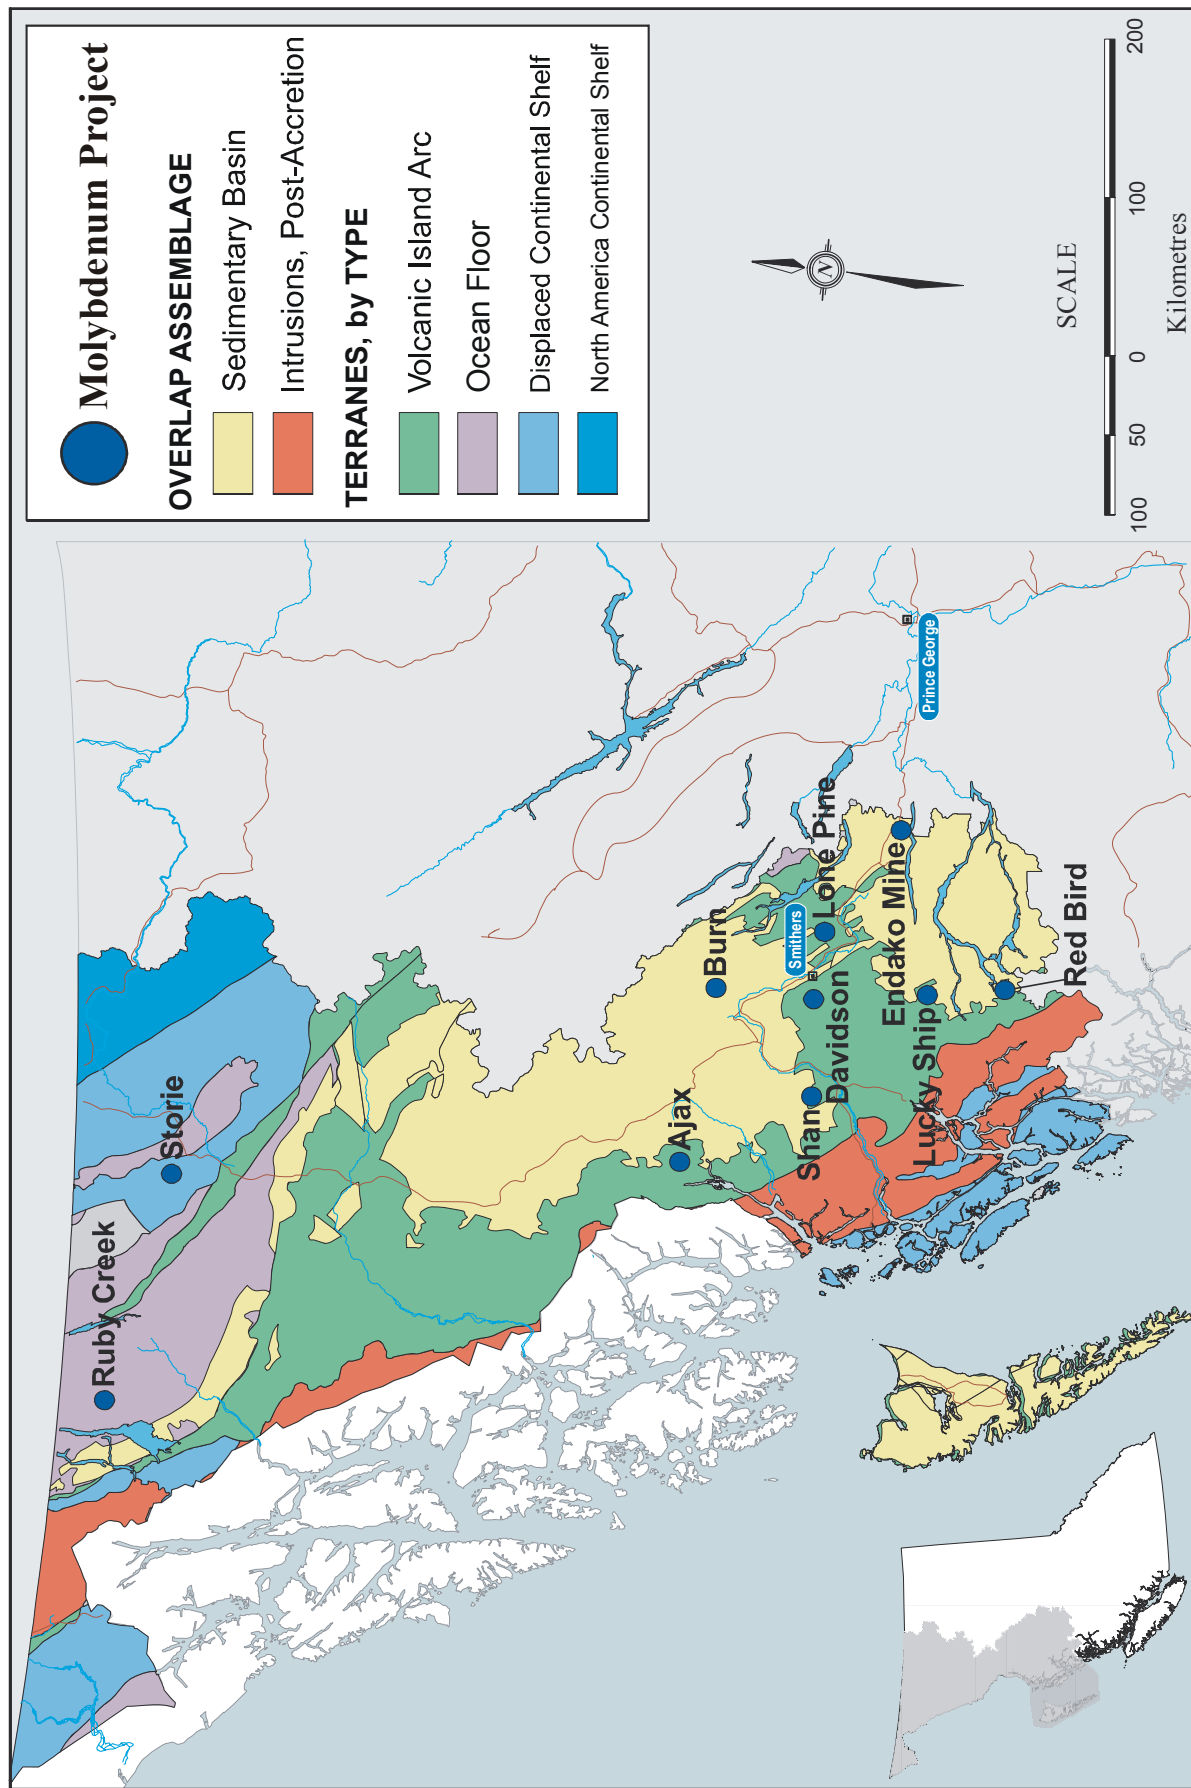 Molybdenum Project
OVERLAP ASSEMBLAGE
Sedimentary Basin
Intrusions, Post-Accretion
TERRANES, by TYPE
Volcanic Island Arc
Ocean Floor
Displaced Continental Shelf
North America Continental Shelf
N
SCALE
100 50 0 100 200
Kilometres
Ruby Creek
Storie
Ajax
Burn
Smithers
Lone Pine
Shan
Davidson
Endako Mine
Prince George
Lucky Ship
Red Bird